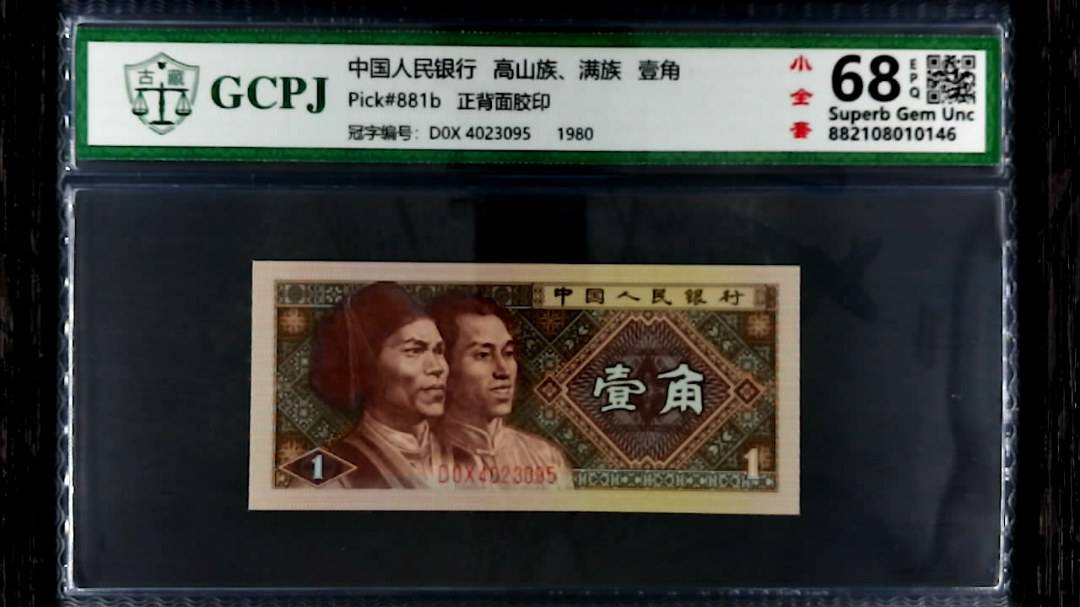 古藏
GCPJ
中国人民银行 高山族、满族 壹角
Pick#881b 正背面胶印
冠字编号: D0X 4023095 1980
小全套
68 EPQ
Superb Gem Unc
882108010146
中国人民银行
壹角
1
D0X4023095
1